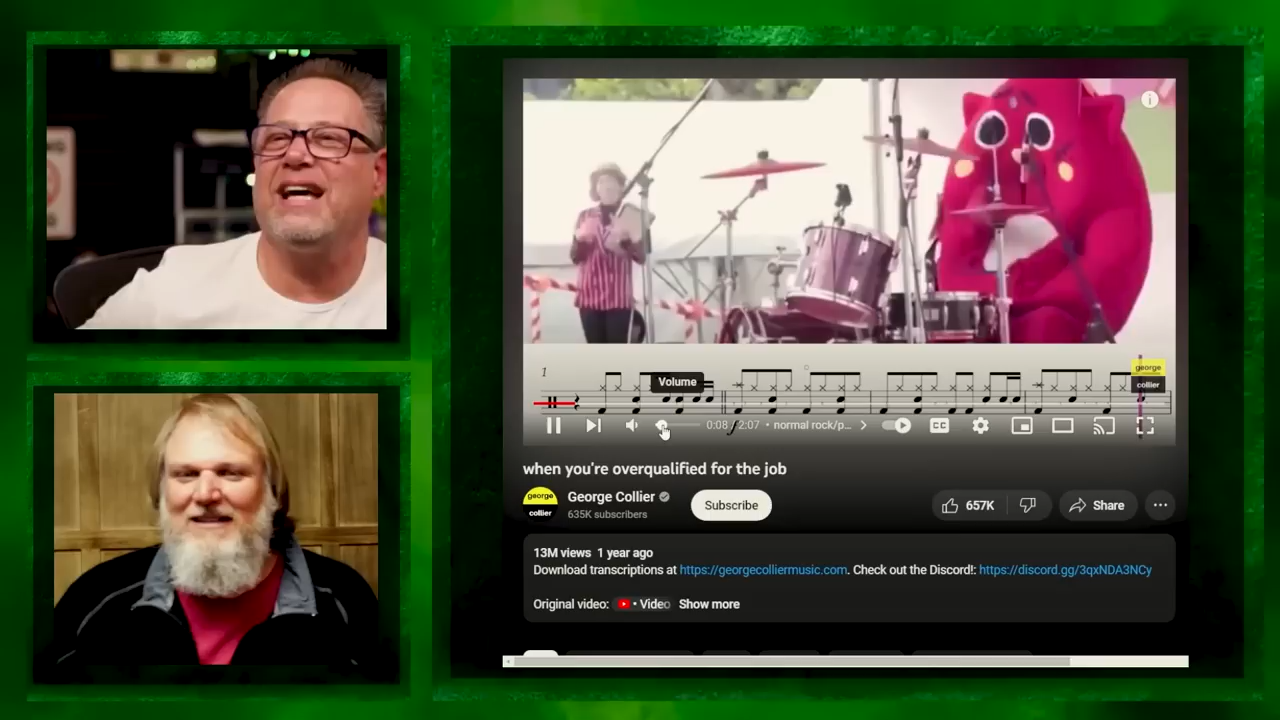 1
george
collier
Volume
0:08 / 2:07 • normal rock/p...
CC
when you're overqualified for the job
george
collier
George Collier
635K subscribers
Subscribe
657K
Share
13M views 1 year ago
Download transcriptions at https://georgecolliermusic.com. Check out the Discord!: https://discord.gg/3qxNDA3NCy
Original video: • Video Show more